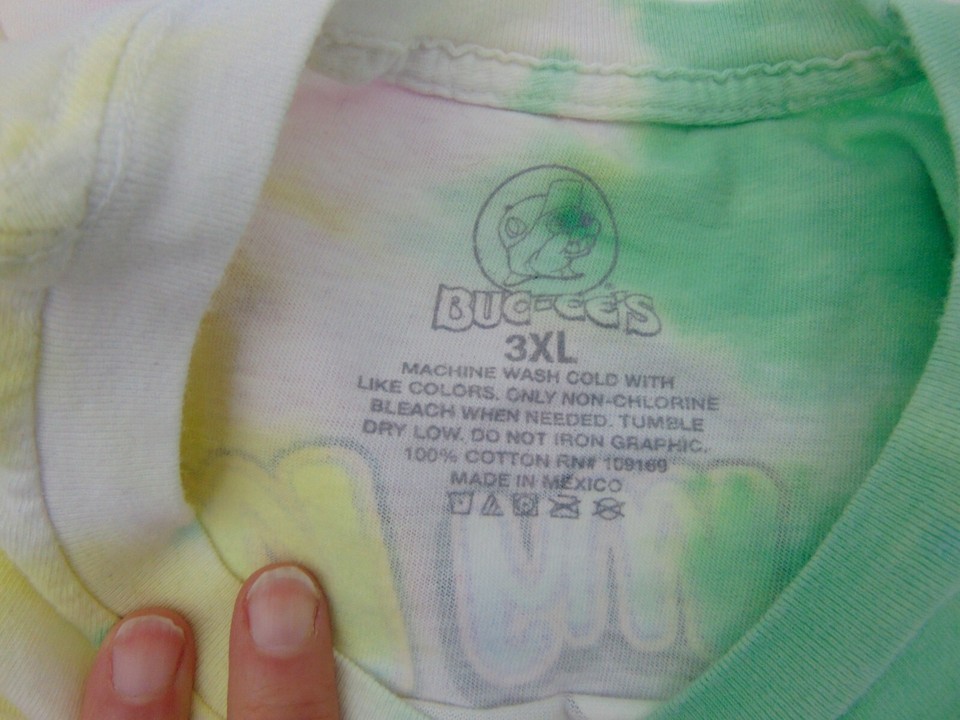 BUC-EE'S
3XL
MACHINE WASH COLD WITH
LIKE COLORS. ONLY NON-CHLORINE
BLEACH WHEN NEEDED. TUMBLE
DRY LOW. DO NOT IRON GRAPHIC.
100% COTTON RN# 109169
MADE IN MÉXICO